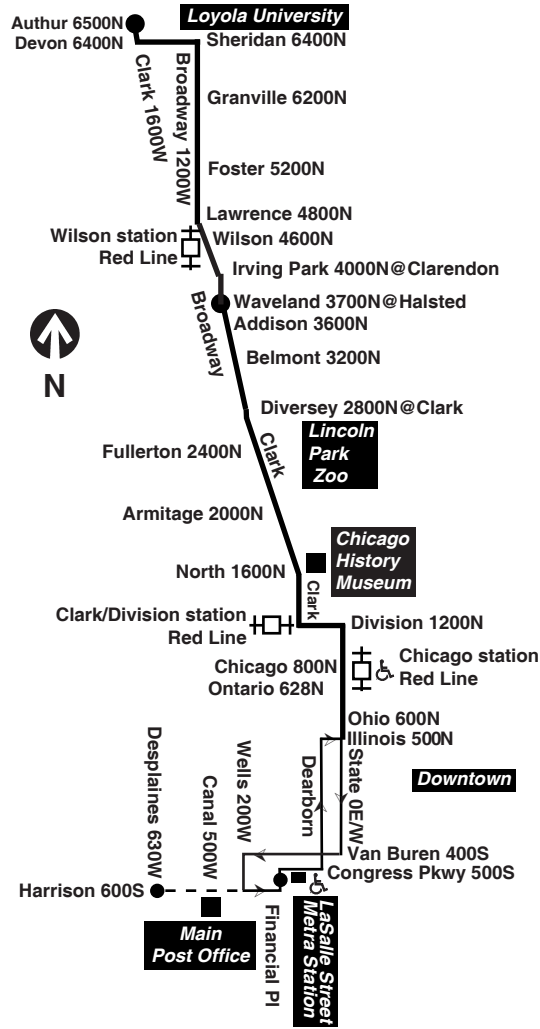 Authur 6500N
Devon 6400N
Loyola University
Sheridan 6400N
Clark 1600W
Broadway 1200W
Granville 6200N
Foster 5200N
Lawrence 4800N
Wilson station
Red Line
Wilson 4600N
Irving Park 4000N@Clarendon
Waveland 3700N@Halsted
Addison 3600N
Broadway
N
Belmont 3200N
Diversey 2800N@Clark
Clark
Fullerton 2400N
Lincoln
Park
Zoo
Armitage 2000N
Chicago
History
Museum
North 1600N
Clark
Clark/Division station
Red Line
Division 1200N
Chicago 800N
Ontario 628N
Chicago station
Red Line
Ohio 600N
Illinois 500N
Desplaines 630W
Canal 500W
Wells 200W
Dearborn
State 0E/W
Downtown
Van Buren 400S
Congress Pkwy 500S
Harrison 600S
Main
Post Office
Financial Pl
LaSalle Street
Metra Station